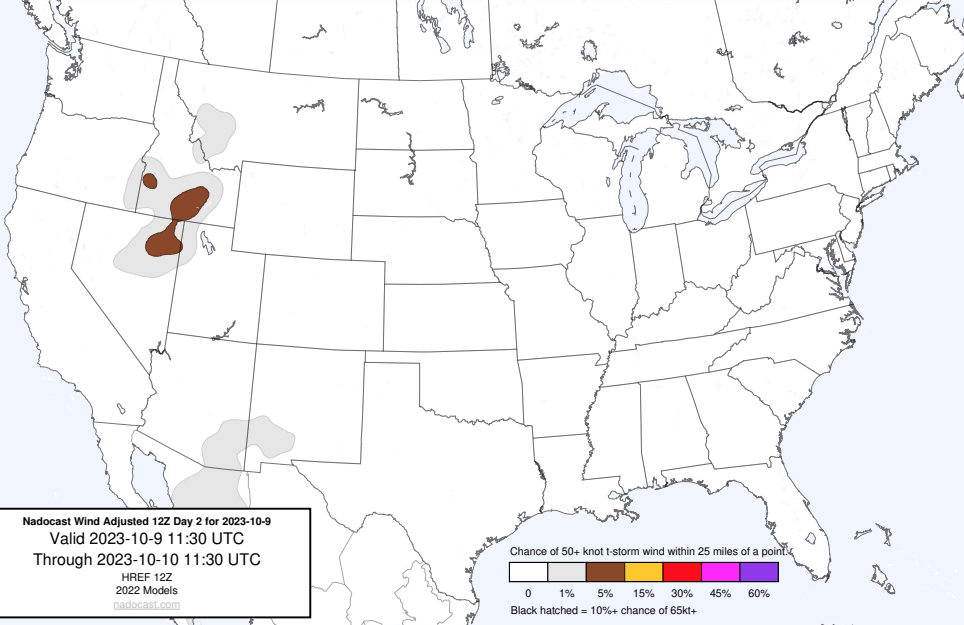 Nadocast Wind Adjusted 12Z Day 2 for 2023-10-9
Valid 2023-10-9 11:30 UTC
Through 2023-10-10 11:30 UTC
HREF 12Z
2022 Models
nadocast.com
Chance of 50+ knot t-storm wind within 25 miles of a point.
0 1% 5% 15% 30% 45% 60%
Black hatched = 10%+ chance of 65kt+